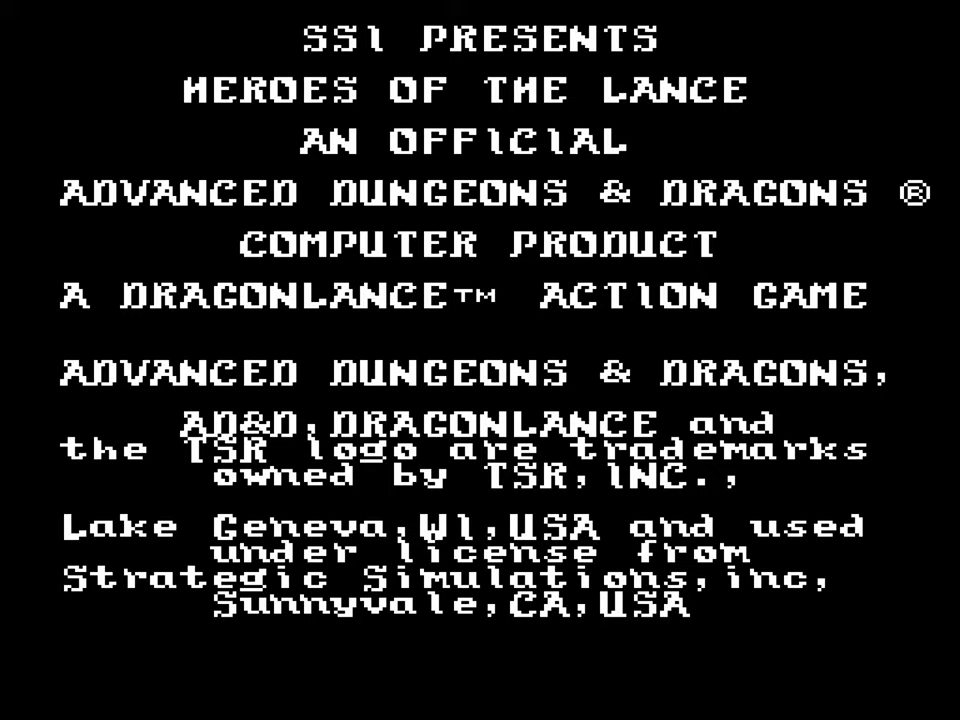 SSI PRESENTS
HEROES OF THE LANCE
AN OFFICIAL
ADVANCED DUNGEONS & DRAGONS ®
COMPUTER PRODUCT
A DRAGONLANCE™ ACTION GAME
ADVANCED DUNGEONS & DRAGONS,
AD&D,DRAGONLANCE and
the TSR logo are trademarks
owned by TSR,INC.,
Lake Geneva,WI,USA and used
under license from
Strategic Simulations,inc,
Sunnyvale,CA,USA